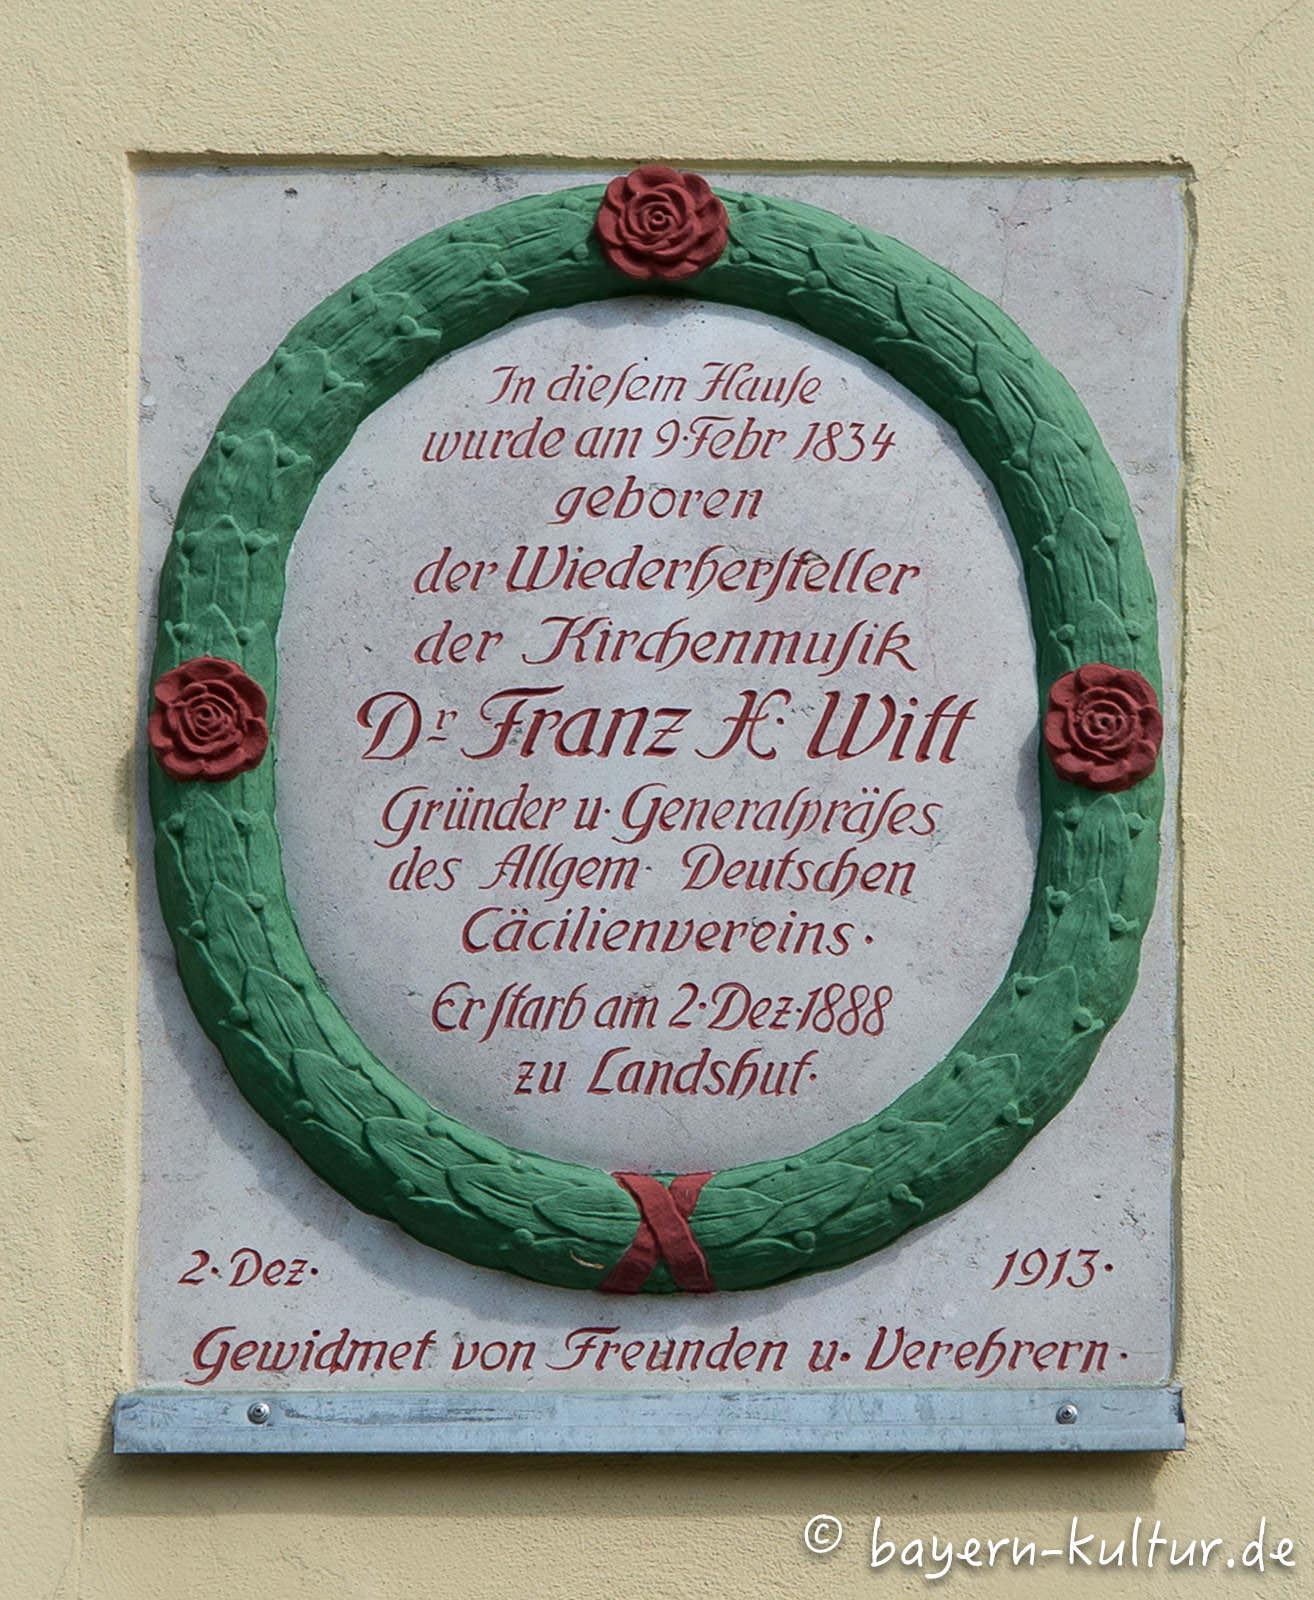 In dieſem Hauſe
wurde am 9. Febr 1834
geboren
der Wiederherſteller
der Kirchenmuſik
Dr Franz X. Witt
Gründer u. Generalpräſes
des Allgem. Deutschen
Cäcilienvereins.
Er ſtarb am 2. Dez. 1888
zu Landshut.
2. Dez. 1913.
Gewidmet von Freunden u. Verehrern.
© bayern-kultur.de